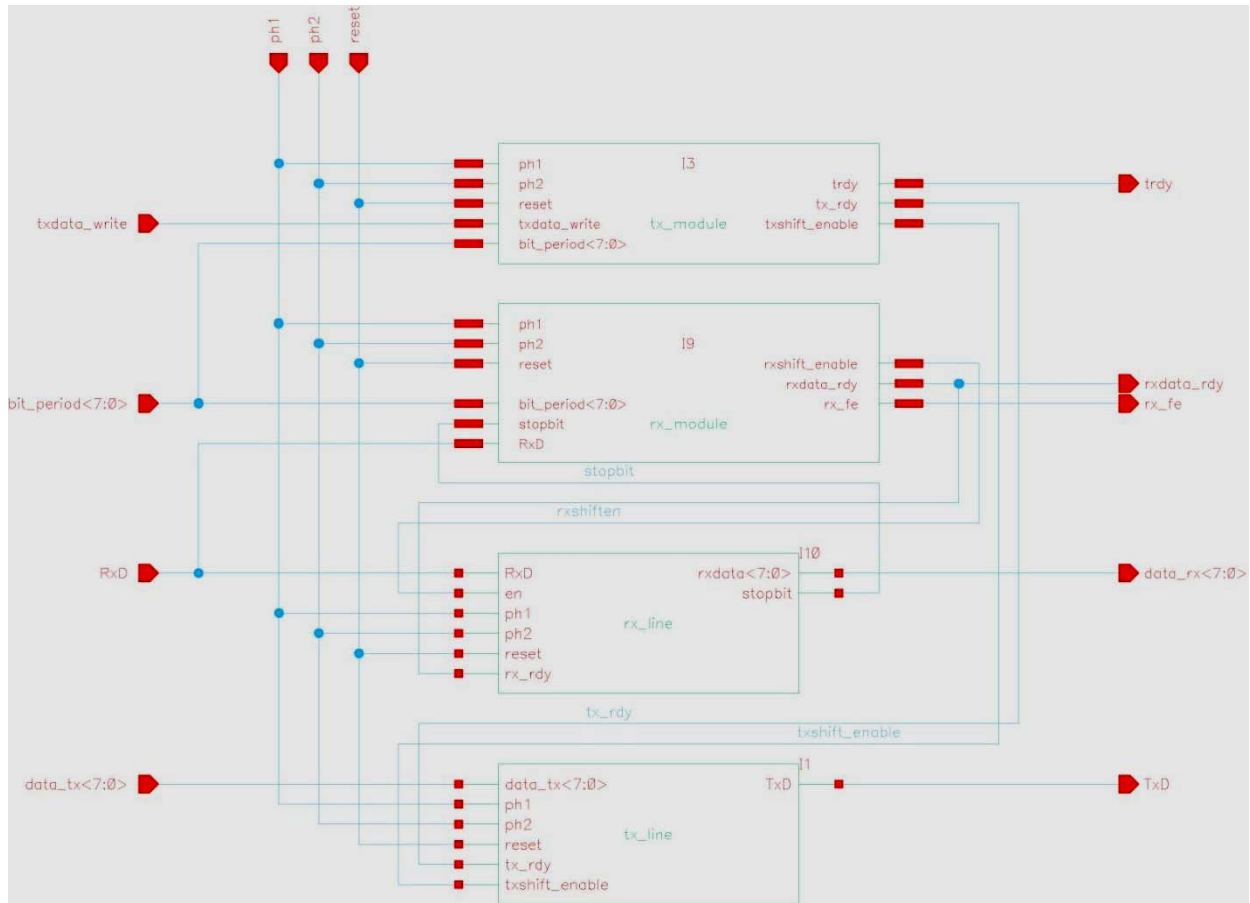 ph1
ph2
reset
ph1 I3
ph2 trdy
reset tx_rdy
txdata_write txdata_write tx_module txshift_enable
bit_period<7:0>
trdy
ph1
ph2 I9
reset rxshift_enable
rxdata_rdy rxdata_rdy
bit_period<7:0> bit_period<7:0> rx_fe rx_fe
stopbit rx_module
RxD
stopbit
rxshiften
I10
RxD RxD rxdata<7:0> data_rx<7:0>
en stopbit
ph1 rx_line
ph2
reset
rx_rdy
tx_rdy
txshift_enable
I1
data_tx<7:0> data_tx<7:0> TxD TxD
ph1
ph2 tx_line
reset
tx_rdy
txshift_enable